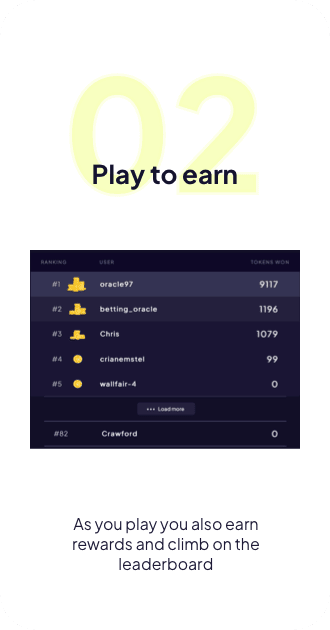 02
Play to earn
RANKING USER TOKENS WON
#1 oracle97 9117
#2 betting_oracle 1196
#3 Chris 1079
#4 crianemstel 99
#5 wallfair-4 0
••• Load more
#82 Crawford 0
As you play you also earn
rewards and climb on the
leaderboard